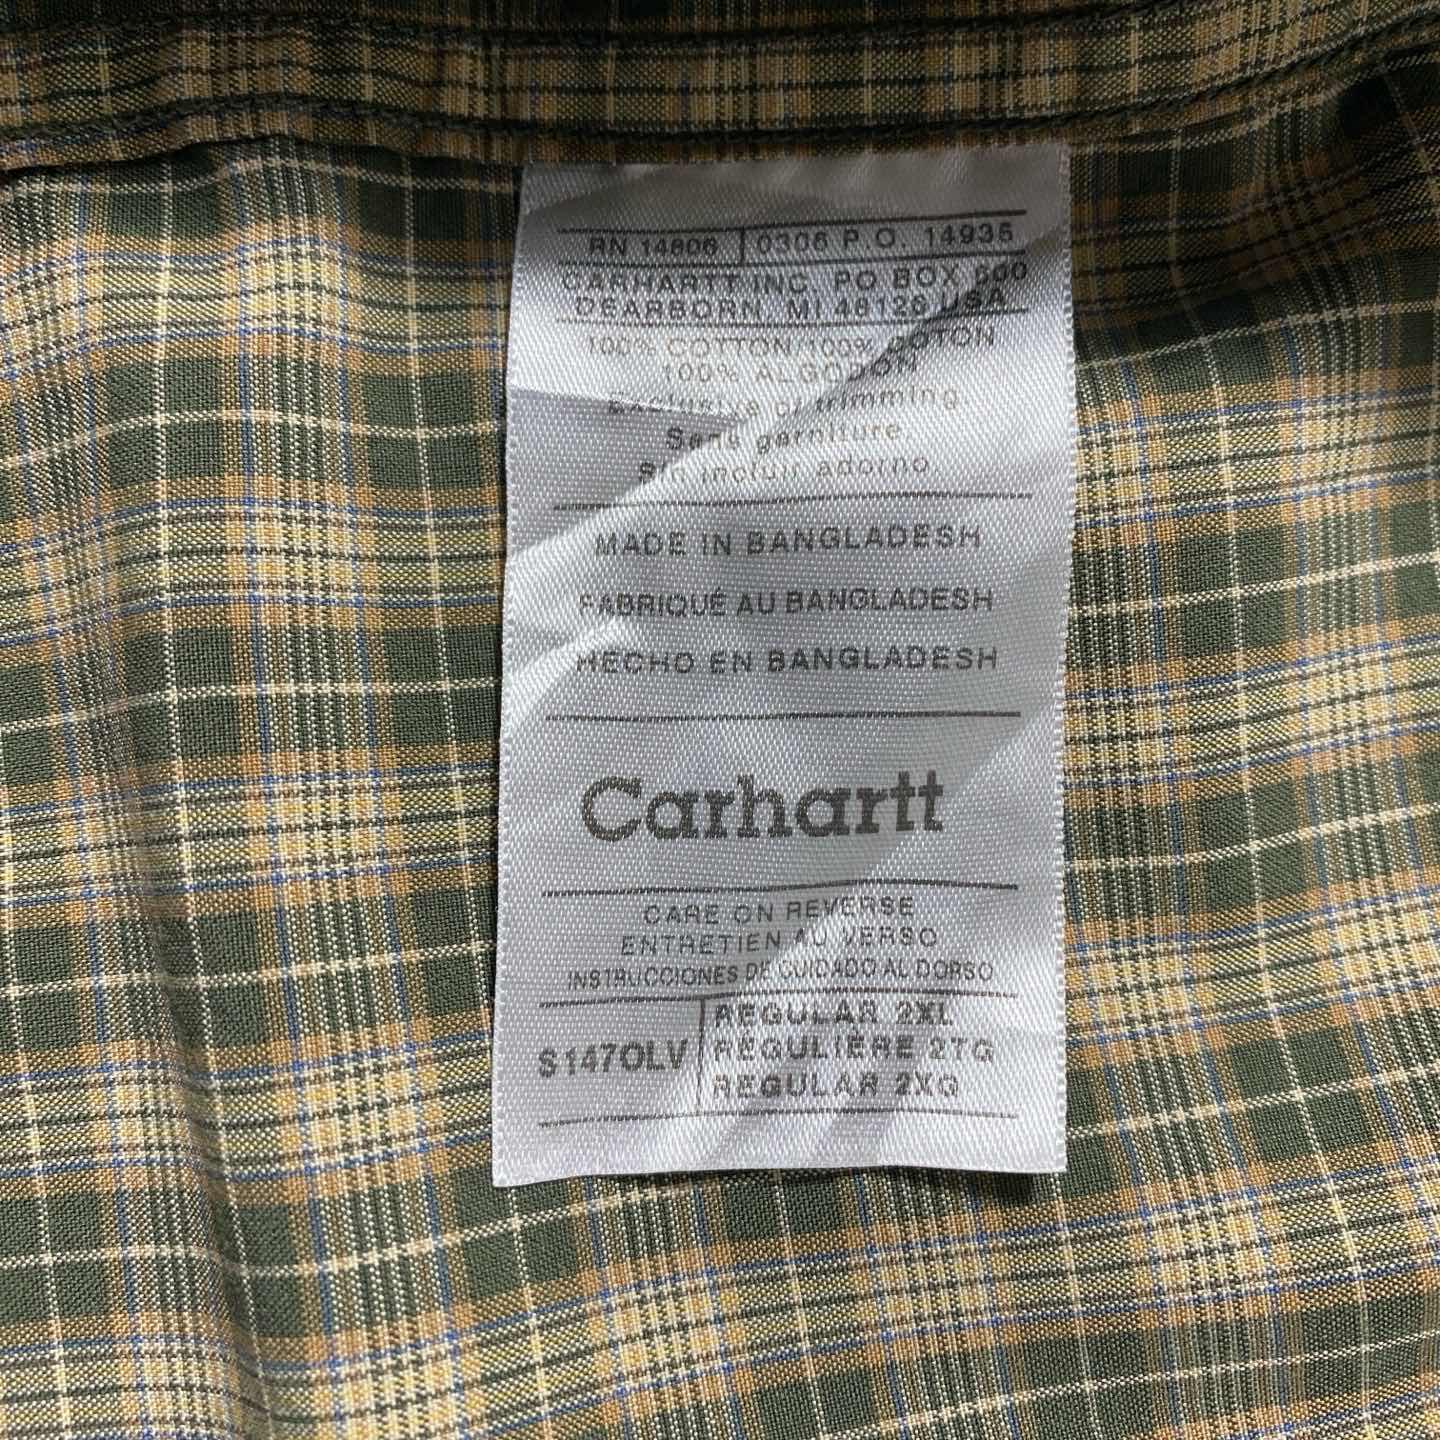 RN 14806 0306 P.O. 14935
CARHARTT INC. PO BOX 600
DEARBORN, MI 48126 USA
100% COTTON/100% COTON
100% ALGODON
Exclusive of trimming
Sans garniture.
Sin incluir adorno
MADE IN BANGLADESH
FABRIQUÉ AU BANGLADESH
HECHO EN BANGLADESH
Carhartt
CARE ON REVERSE
ENTRETIEN AU VERSO
INSTRUCCIONES DE CUIDADO AL DORSO
S147OLV
REGULAR 2XL
RÉGULIÈRE 2TG
REGULAR 2XG